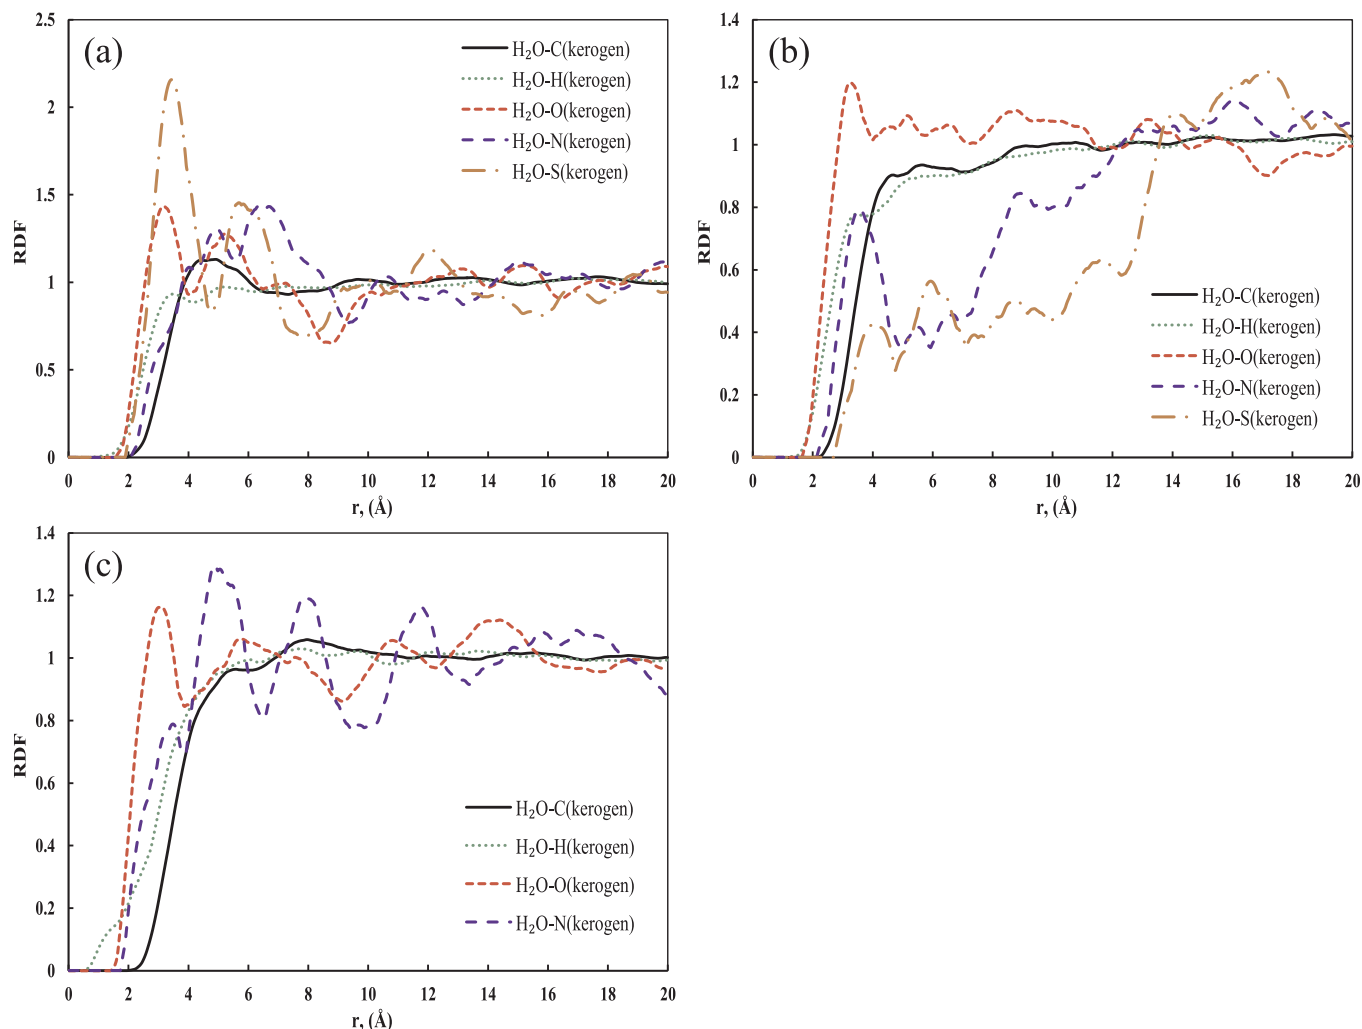 (a)
2.5
2
1.5
1
0.5
0
RDF
H₂O-C(kerogen)
H₂O-H(kerogen)
H₂O-O(kerogen)
H₂O-N(kerogen)
H₂O-S(kerogen)
0 2 4 6 8 10 12 14 16 18 20
r, (Å)
(b)
1.4
1.2
1
0.8
0.6
0.4
0.2
0
RDF
H₂O-C(kerogen)
H₂O-H(kerogen)
H₂O-O(kerogen)
H₂O-N(kerogen)
H₂O-S(kerogen)
0 2 4 6 8 10 12 14 16 18 20
r, (Å)
(c)
1.4
1.2
1
0.8
0.6
0.4
0.2
0
RDF
H₂O-C(kerogen)
H₂O-H(kerogen)
H₂O-O(kerogen)
H₂O-N(kerogen)
0 2 4 6 8 10 12 14 16 18 20
r, (Å)